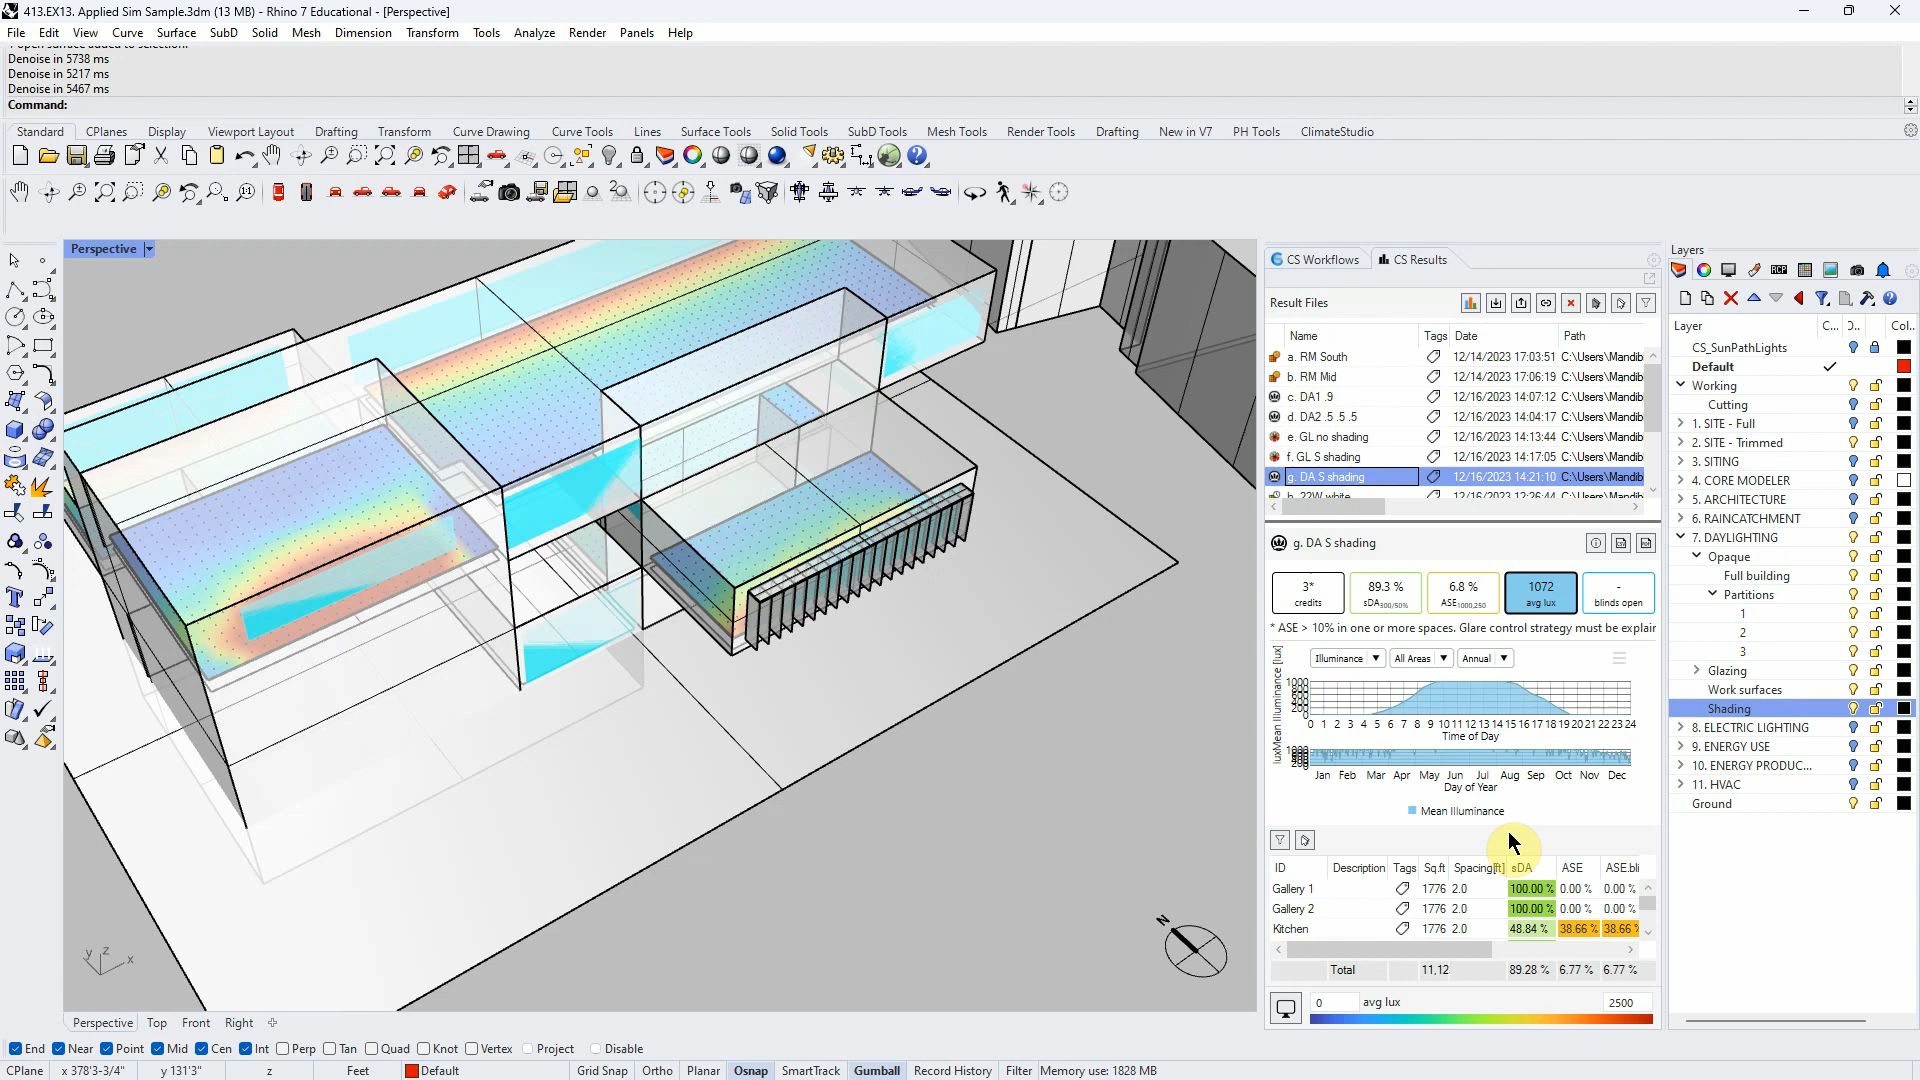 413.EX13. Applied Sim Sample.3dm (13 MB) - Rhino 7 Educational - [Perspective]
File Edit View Curve Surface SubD Solid Mesh Dimension Transform Tools Analyze Render Panels Help
Denoise in 5738 ms
Denoise in 5217 ms
Denoise in 5467 ms
Command:
Standard CPlanes Display Viewport Layout Drafting Transform Curve Drawing Curve Tools Lines Surface Tools Solid Tools SubD Tools Mesh Tools Render Tools Drafting New in V7 PH Tools ClimateStudio
Perspective
CS Workflows CS Results
Result Files
Name Tags Date Path
a. RM South 12/14/2023 17:03:51 C:\Users\Mandib
b. RM Mid 12/14/2023 17:06:19 C:\Users\Mandib
c. DA1 .9 12/16/2023 14:07:12 C:\Users\Mandib
d. DA2 .5 .5 .5 12/16/2023 14:04:17 C:\Users\Mandib
e. GL no shading 12/16/2023 14:13:44 C:\Users\Mandib
f. GL S shading 12/16/2023 14:17:05 C:\Users\Mandib
g. DA S shading 12/16/2023 14:21:10 C:\Users\Mandib
h. 22W white 12/16/2023 12:26:44 C:\Users\Mandib
g. DA S shading
3* credits
89.3 % sDA300/50%
6.8 % ASE1000,250
1072 avg lux
- blinds open
* ASE > 10% in one or more spaces. Glare control strategy must be explair
Illuminance All Areas Annual
luxMean Illuminance [lux]
1000
800
600
400
200
0
0 1 2 3 4 5 6 7 8 9 10 11 12 13 14 15 16 17 18 19 20 21 22 23 24
Time of Day
Jan Feb Mar Apr May Jun Jul Aug Sep Oct Nov Dec
Day of Year
Mean Illuminance
ID Description Tags Sq.ft Spacing[ft] sDA ASE ASE.bli
Gallery 1 1776 2.0 100.00 % 0.00 % 0.00 %
Gallery 2 1776 2.0 100.00 % 0.00 % 0.00 %
Kitchen 1776 2.0 48.84 % 38.66 % 38.66 %
Total 11,12 89.28 % 6.77 % 6.77 %
0 avg lux 2500
Layers
Layer C... D.. Col..
CS_SunPathLights
Default
Working
Cutting
1. SITE - Full
2. SITE - Trimmed
3. SITING
4. CORE MODELER
5. ARCHITECTURE
6. RAINCATCHMENT
7. DAYLIGHTING
Opaque
Full building
Partitions
1
2
3
Glazing
Work surfaces
Shading
8. ELECTRIC LIGHTING
9. ENERGY USE
10. ENERGY PRODUC...
11. HVAC
Ground
N
y z x
Perspective Top Front Right
End Near Point Mid Cen Int Perp Tan Quad Knot Vertex Project Disable
CPlane x 378'3-3/4" y 131'3" z Feet Default Grid Snap Ortho Planar Osnap SmartTrack Gumball Record History Filter Memory use: 1828 MB